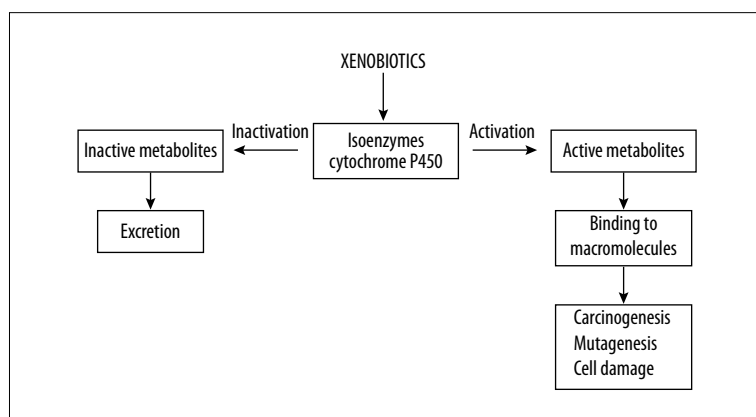 XENOBIOTICS
Inactivation
Activation
Inactive metabolites
Isoenzymes
cytochrome P450
Active metabolites
Excretion
Binding to
macromolecules
Carcinogenesis
Mutagenesis
Cell damage